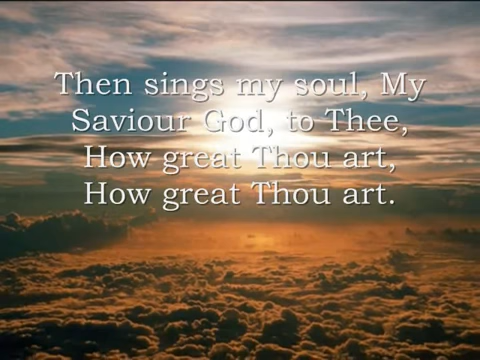 Then sings my soul, My
Saviour God, to Thee,
How great Thou art,
How great Thou art.